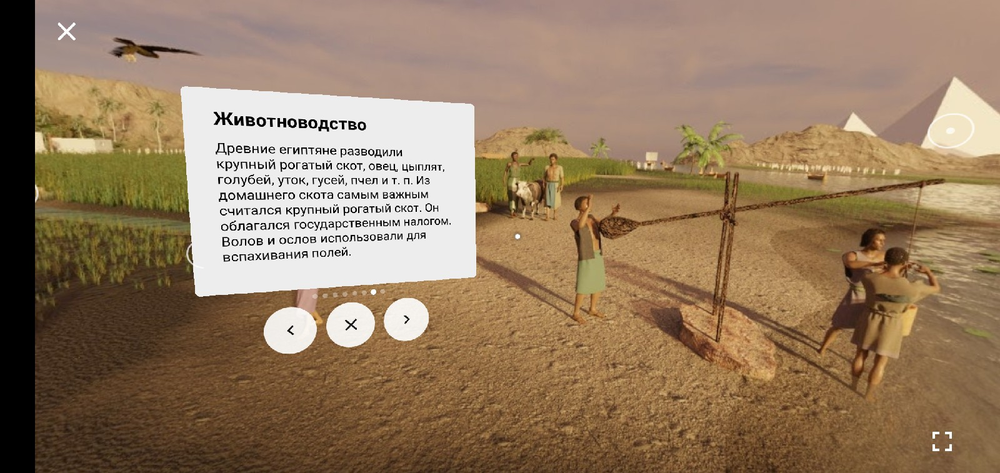 Животноводство
Древние египтяне разводили
крупный рогатый скот, овец, цыплят,
голубей, уток, гусей, пчел и т. п. Из
домашнего скота самым важным
считался крупный рогатый скот. Он
облагался государственным налогом.
Волов и ослов использовали для
вспахивания полей.